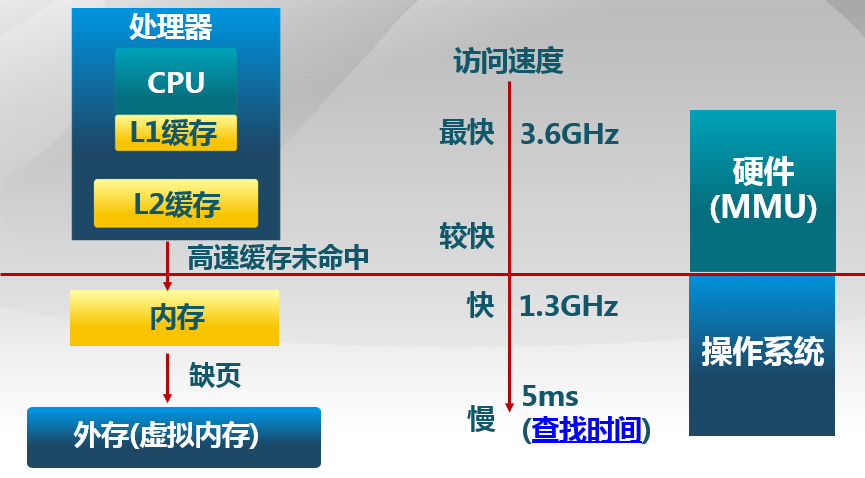 处理器
CPU
L1缓存
L2缓存
高速缓存未命中
内存
缺页
外存(虚拟内存)
访问速度
最快 3.6GHz
较快
快 1.3GHz
慢 5ms
(查找时间)
硬件
(MMU)
操作系统